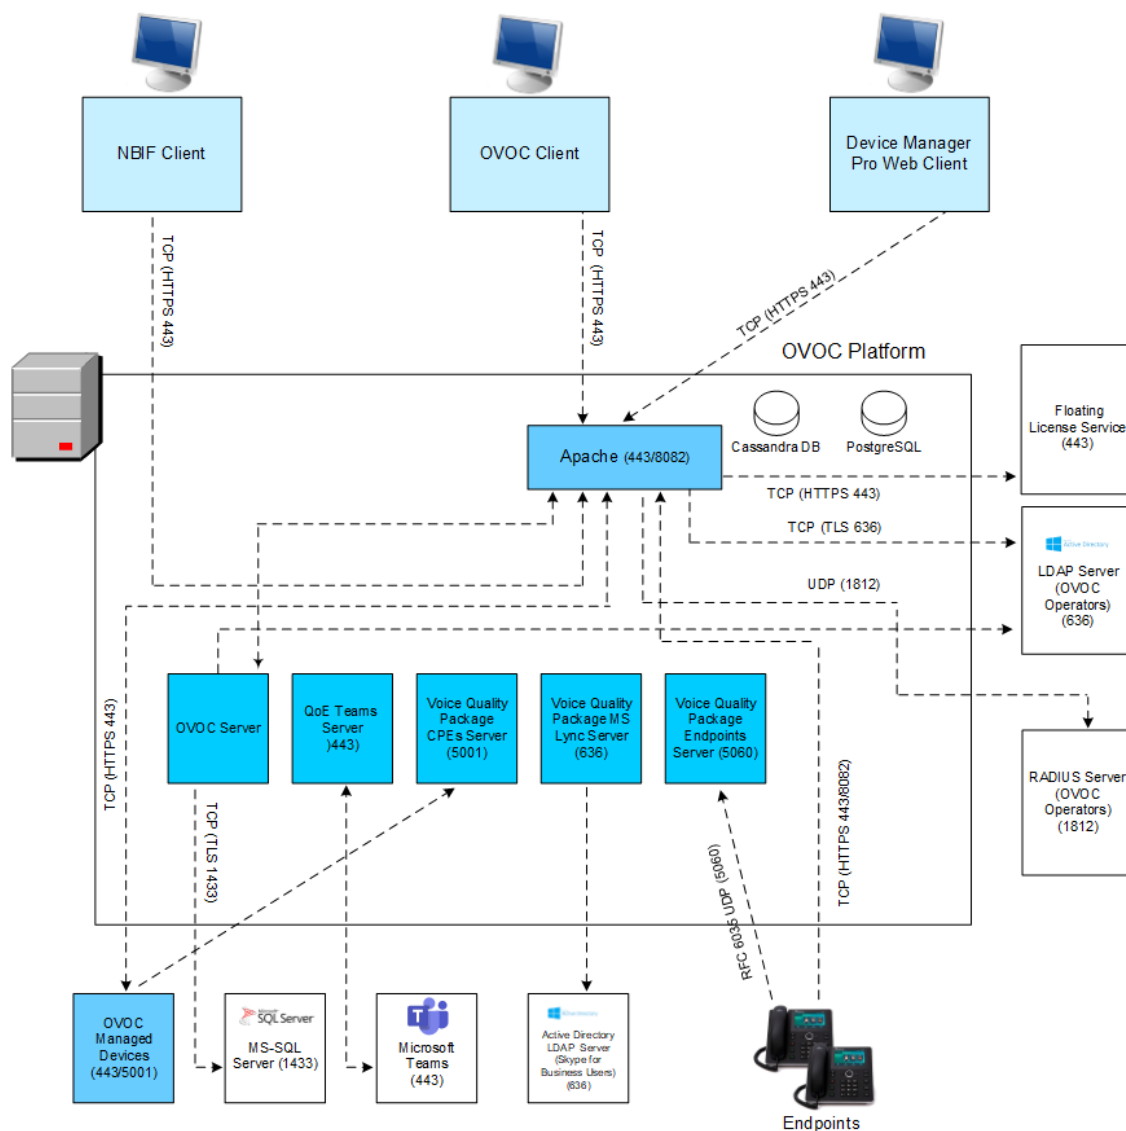 NBIF Client
OVOC Client
Device Manager
Pro Web Client
TCP (HTTPS 443)
TCP (HTTPS 443)
TCP (HTTPS 443)
OVOC Platform
Apache (443/8082)
Cassandra DB
PostgreSQL
Floating
License Service
(443)
TCP (HTTPS 443)
TCP (TLS 636)
UDP (1812)
Active Directory
LDAP Server
(OVOC
Operators)
(636)
OVOC Server
QoE Teams
Server
)443)
Voice Quality
Package
CPEs Server
(5001)
Voice Quality
Package MS
Lync Server
(636)
Voice Quality
Package
Endpoints
Server (5060)
RADIUS Server
(OVOC
Operators)
(1812)
TCP (HTTPS 443)
TCP (TLS 1433)
RFC 6035 UDP (5060)
TCP (HTTPS 443/8082)
OVOC
Managed
Devices
(443/5001)
SQL Server
MS-SQL
Server (1433)
T
Microsoft
Teams
(443)
Active Directory
LDAP Server
(Skype for
Business Users)
(636)
Endpoints